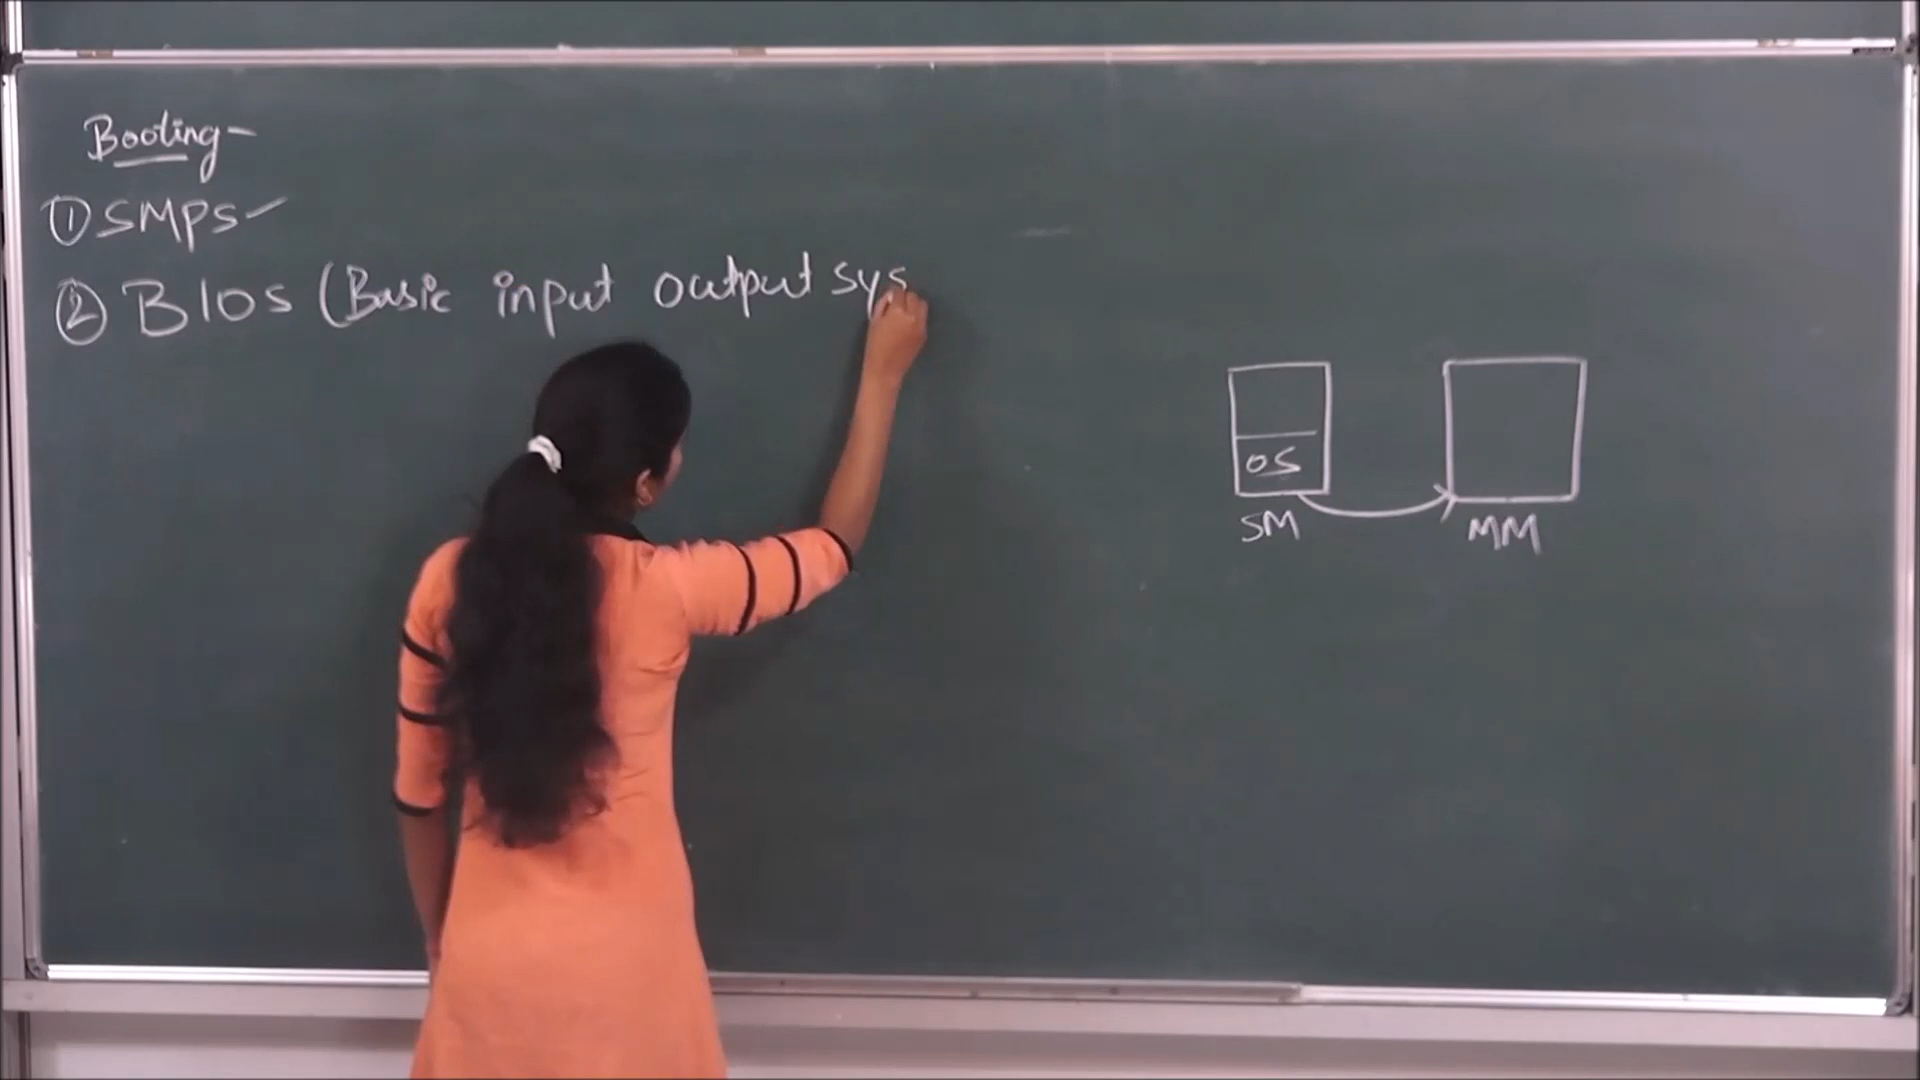 Booting -
① SMPS -
② BIOS (Basic input output sys
OS
SM
MM